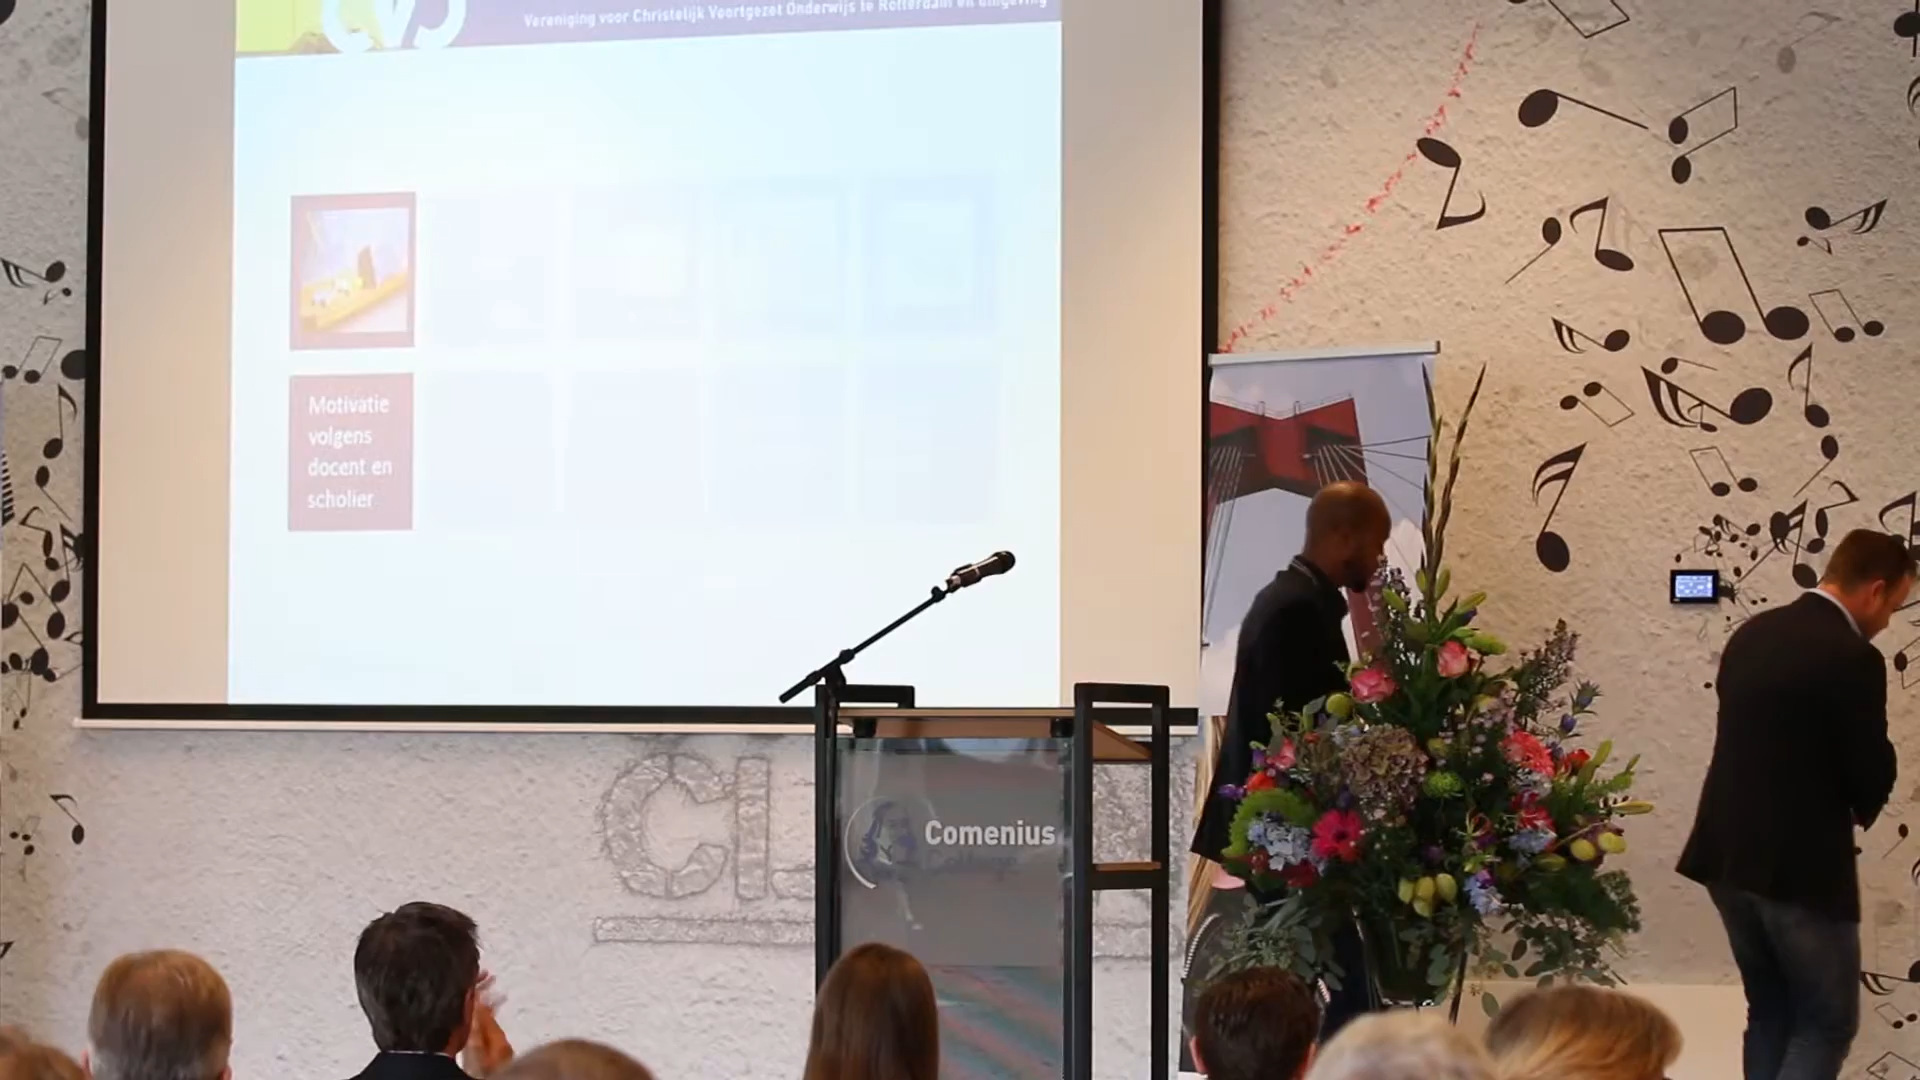 Vereniging voor Christelijk Voortgezet Onderwijs te Rotterdam en omgeving
Motivatie
volgens
docent en
scholier
Comenius
College